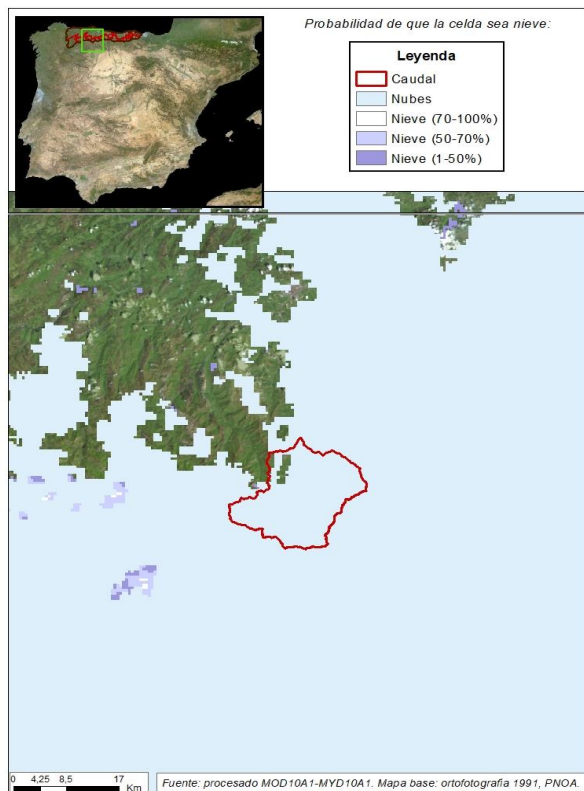 Probabilidad de que la celda sea nieve:
Leyenda
Caudal
Nubes
Nieve (70-100%)
Nieve (50-70%)
Nieve (1-50%)
0 4,25 8,5 17
Km
Fuente: procesado MOD10A1-MYD10A1. Mapa base: ortofotografia 1991, PNOA.